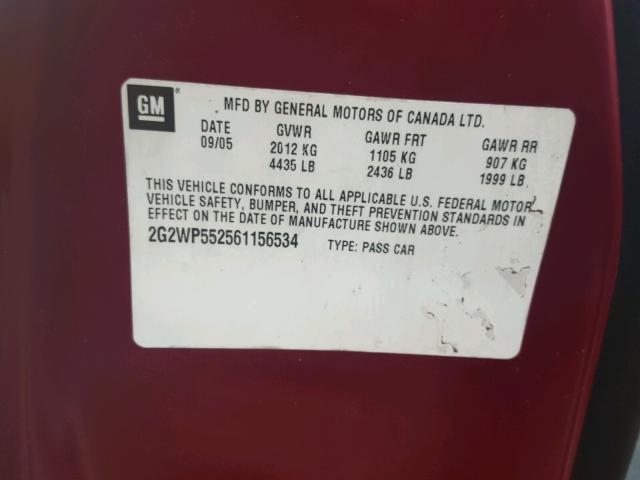 GM
MFD BY GENERAL MOTORS OF CANADA LTD.
DATE GVWR GAWR FRT GAWR RR
09/05 2012 KG 1105 KG 907 KG
4435 LB 2436 LB 1999 LB
THIS VEHICLE CONFORMS TO ALL APPLICABLE U.S. FEDERAL MOTOR
VEHICLE SAFETY, BUMPER, AND THEFT PREVENTION STANDARDS IN
EFFECT ON THE DATE OF MANUFACTURE SHOWN ABOVE.
2G2WP552561156534 TYPE: PASS CAR